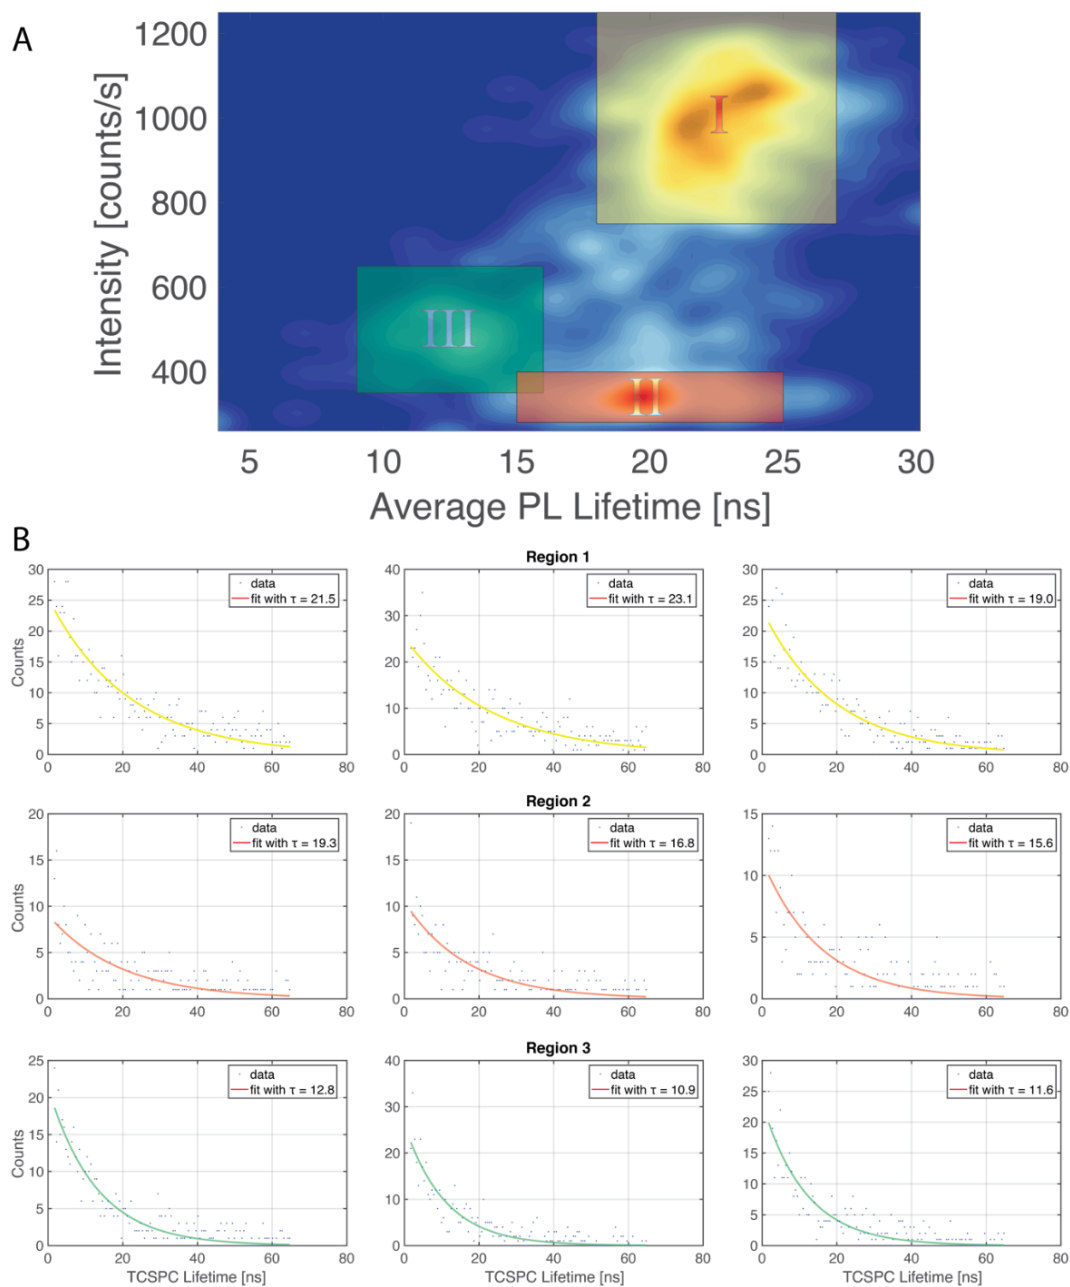 A
Intensity [counts/s]
1200
1000
800
600
400
I
III
II
5 10 15 20 25 30
Average PL Lifetime [ns]
B
Region 1
30
25
20
15
10
5
0
Counts
data
fit with τ = 21.5
0 20 40 60 80
40
30
20
10
0
data
fit with τ = 23.1
0 20 40 60 80
30
25
20
15
10
5
0
data
fit with τ = 19.0
0 20 40 60 80
Region 2
20
15
10
5
0
Counts
data
fit with τ = 19.3
0 20 40 60 80
20
15
10
5
0
data
fit with τ = 16.8
0 20 40 60 80
15
10
5
0
data
fit with τ = 15.6
0 20 40 60 80
Region 3
25
20
15
10
5
0
Counts
data
fit with τ = 12.8
0 20 40 60 80
TCSPC Lifetime [ns]
40
30
20
10
0
data
fit with τ = 10.9
0 20 40 60 80
TCSPC Lifetime [ns]
30
25
20
15
10
5
0
data
fit with τ = 11.6
0 20 40 60 80
TCSPC Lifetime [ns]